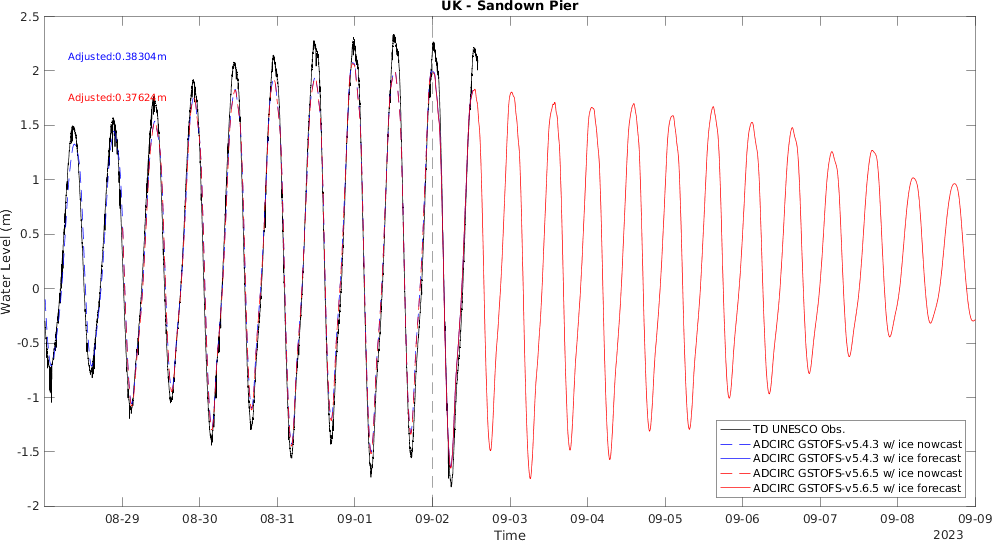 UK - Sandown Pier
2.5
Adjusted:0.38304m
2
Adjusted:0.37624m
1.5
1
0.5
0
-0.5
-1
-1.5
-2
Water Level (m)
TD UNESCO Obs.
ADCIRC GSTOFS-v5.4.3 w/ ice nowcast
ADCIRC GSTOFS-v5.4.3 w/ ice forecast
ADCIRC GSTOFS-v5.6.5 w/ ice nowcast
ADCIRC GSTOFS-v5.6.5 w/ ice forecast
08-29 08-30 08-31 09-01 09-02 09-03 09-04 09-05 09-06 09-07 09-08 09-09
Time
2023